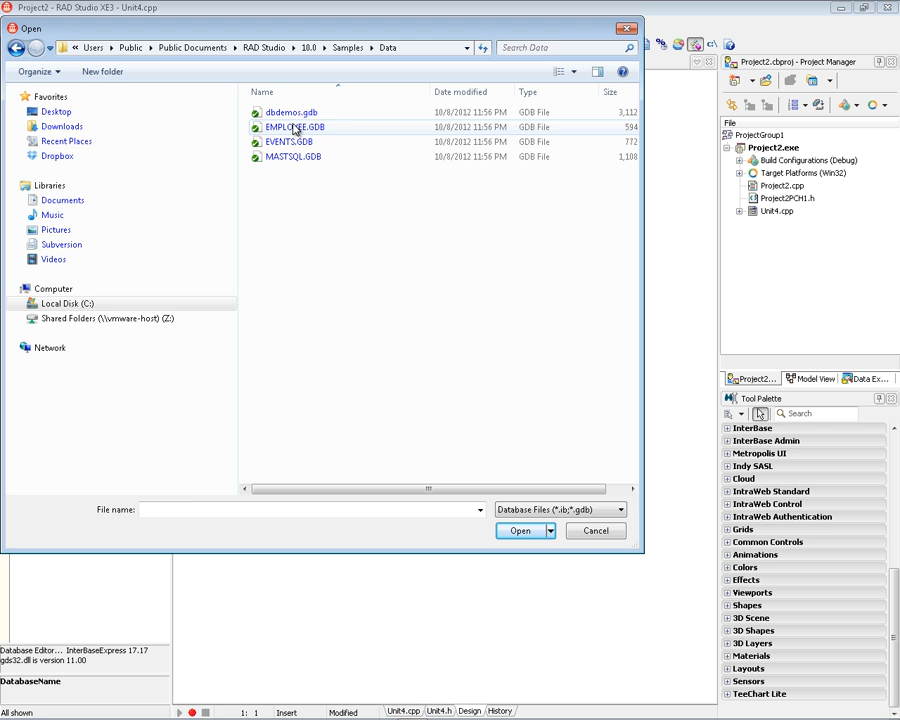 Project2 - RAD Studio XE3 - Unit4.cpp
Open
« Users Public Public Documents RAD Studio 10.0 Samples Data
Search Data
Organize New folder
Name Date modified Type Size
dbdemos.gdb 10/8/2012 11:56 PM GDB File 3,112
EMPLOYEE.GDB 10/8/2012 11:56 PM GDB File 594
EVENTS.GDB 10/8/2012 11:56 PM GDB File 772
MASTSQL.GDB 10/8/2012 11:56 PM GDB File 1,108
Favorites
Desktop
Downloads
Recent Places
Dropbox
Libraries
Documents
Music
Pictures
Subversion
Videos
Computer
Local Disk (C:)
Shared Folders (\\vmware-host) (Z:)
Network
File name:
Database Files (*.ib;*.gdb)
Open Cancel
Project2.cbproj - Project Manager
File
ProjectGroup1
Project2.exe
Build Configurations (Debug)
Target Platforms (Win32)
Project2.cpp
Project2PCH1.h
Unit4.cpp
Project2... Model View Data Ex...
Tool Palette
Search
InterBase
InterBase Admin
Metropolis UI
Indy SASL
Cloud
IntraWeb Standard
IntraWeb Control
IntraWeb Authentication
Grids
Common Controls
Animations
Colors
Effects
Viewports
Shapes
3D Scene
3D Shapes
3D Layers
Materials
Layouts
Sensors
TeeChart Lite
Database Editor... InterBaseExpress 17.17
gds32.dll is version 11.00
DatabaseName
All shown
1: 1 Insert Modified
Unit4.cpp Unit4.h Design History